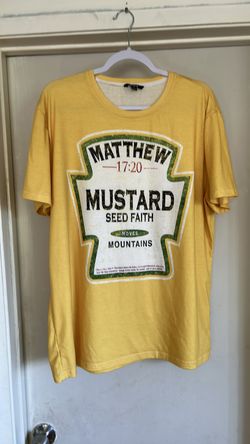 MATTHEW
17:20
MUSTARD
SEED FAITH
MOVES
MOUNTAINS